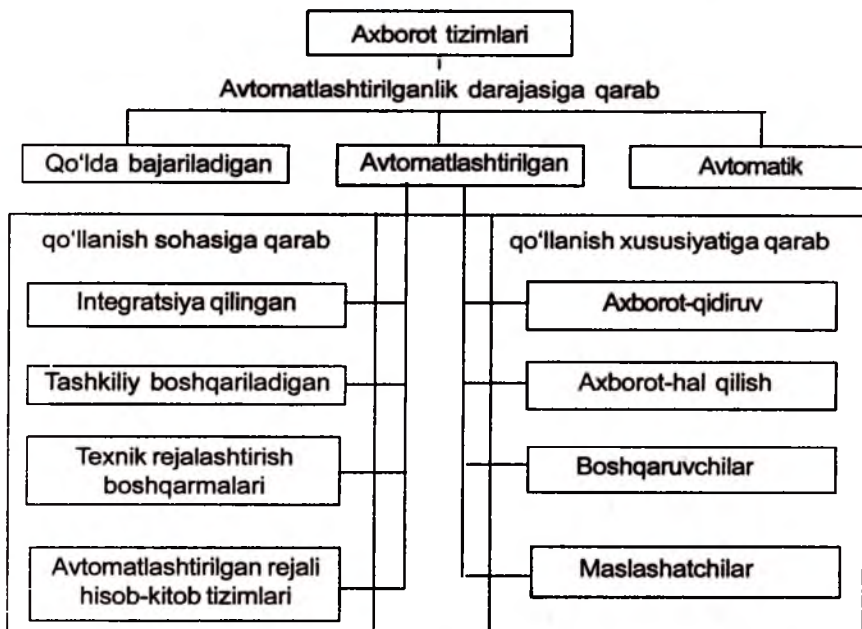 Axborot tizimlari
Avtomatlashtirilganlik darajasiga qarab
Qo'lda bajariladigan
Avtomatlashtirilgan
Avtomatik
qo'llanish sohasiga qarab
Integratsiya qilingan
Tashkiliy boshqariladigan
Texnik rejalashtirish
boshqarmalari
Avtomatlashtirilgan rejali
hisob-kitob tizimlari
qo'llanish xususiyatiga qarab
Axborot-qidiruv
Axborot-hal qilish
Boshqaruvchilar
Maslashatchilar